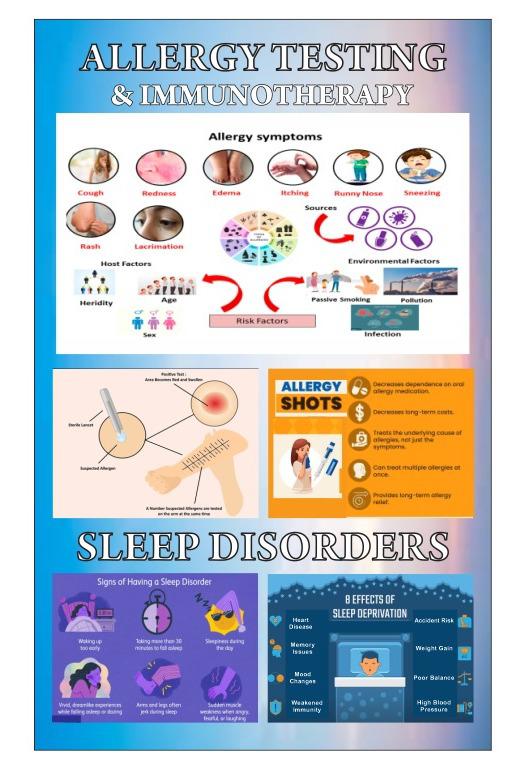 ALLERGY TESTING
& IMMUNOTHERAPY
Allergy symptoms
Cough
Redness
Edema
Itching
Runny Nose
Sneezing
Rash
Lacrimation
Sources
Host Factors
Environmental Factors
Heridity
Age
Passive Smoking
Pollution
Sex
Risk Factors
Infection
Positive Test :
Area Becomes Red and Swollen
Sterile Lancet
Suspected Allergen
A Number Suspected Allergens are tested
on the arm at the same time
ALLERGY
SHOTS
Decreases dependence on oral
allergy medication.
Decreases long-term costs.
Treats the underlying cause of
allergies, not just the
symptoms.
Can treat multiple allergies at
once.
Provides long-term allergy
relief.
SLEEP DISORDERS
Signs of Having a Sleep Disorder
Waking up
too early
Taking more than 30
minutes to fall asleep
Sleepiness during
the day
Vivid, dreamlike experiences
while falling asleep or dozing
Arms and legs often
jerk during sleep
Sudden muscle
weakness when angry,
fearful, or laughing
8 EFFECTS OF
SLEEP DEPRIVATION
Heart
Disease
Memory
Issues
Mood
Changes
Weakened
Immunity
Accident Risk
Weight Gain
Poor Balance
High Blood
Pressure